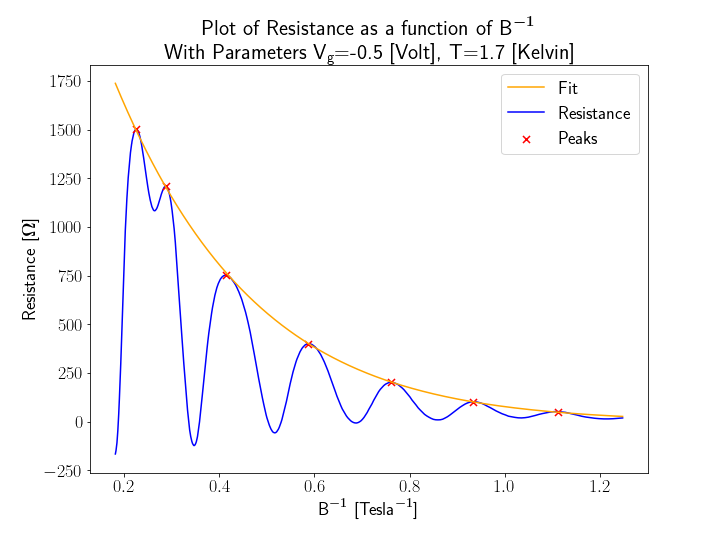 Plot of Resistance as a function of B⁻¹
With Parameters V_g=-0.5 [Volt], T=1.7 [Kelvin]
Fit
Resistance
Peaks
1750
1500
1250
1000
750
500
250
0
−250
Resistance [Ω]
0.2 0.4 0.6 0.8 1.0 1.2
B⁻¹ [Tesla⁻¹]